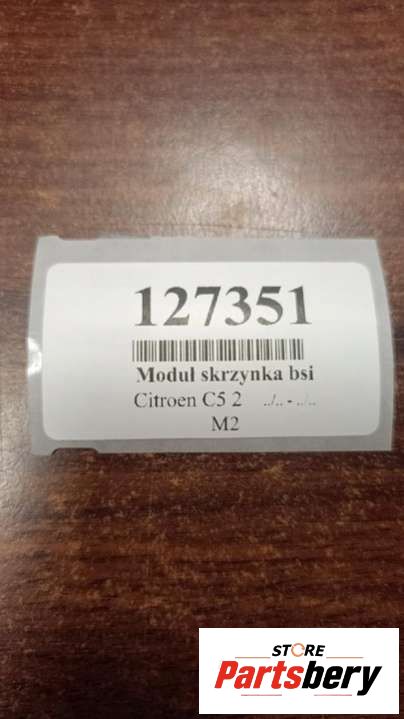 127351
Moduł skrzynka bsi
Citroen C5 2 ../.. - ../..
M2
STORE
Partsbery